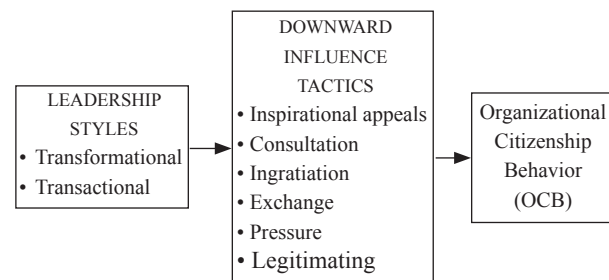 LEADERSHIP
STYLES
• Transformational
• Transactional
DOWNWARD
INFLUENCE
TACTICS
• Inspirational appeals
• Consultation
• Ingratiation
• Exchange
• Pressure
• Legitimating
Organizational
Citizenship
Behavior
(OCB)